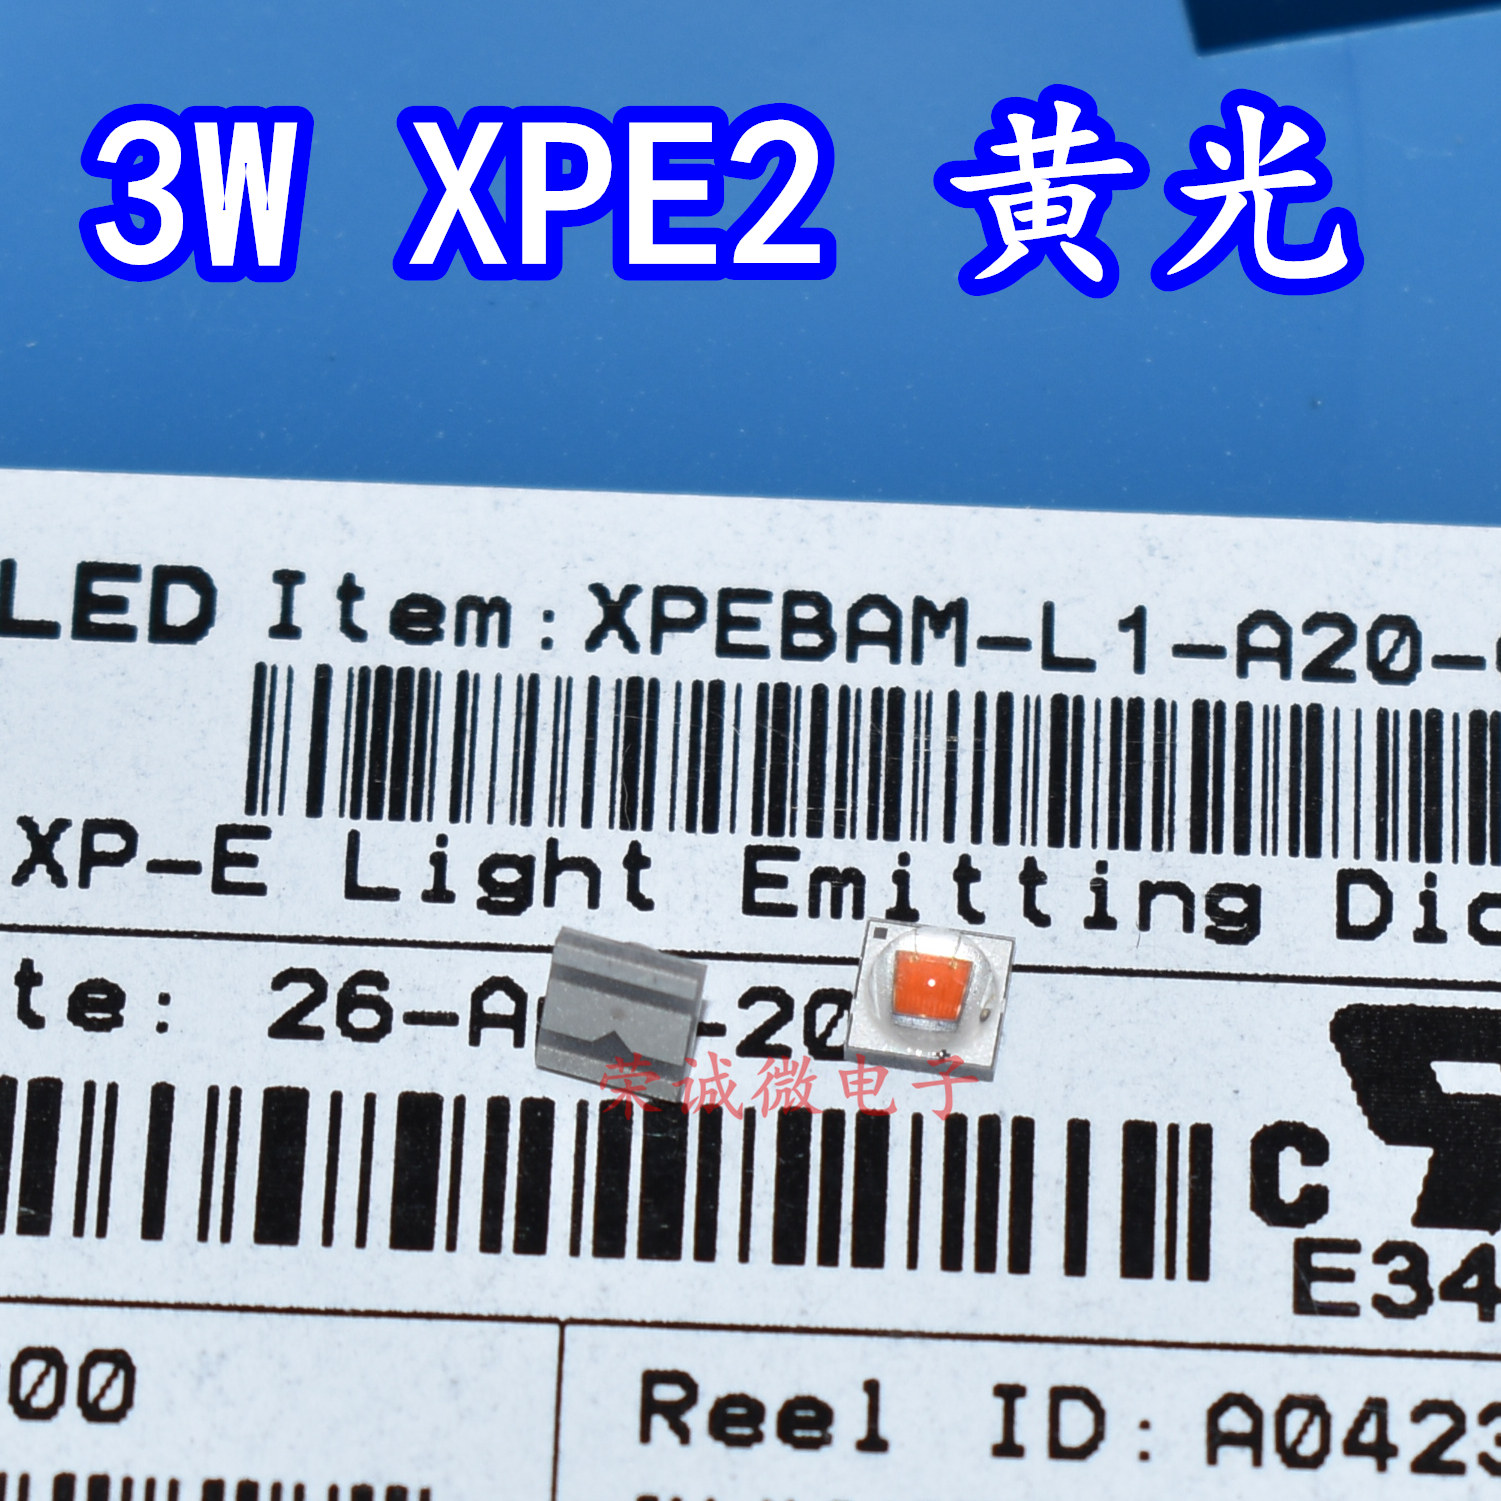 3W XPE2 黄光
LED Item:XPEBAM-L1-A20-
XP-E Light Emitting
te: 26-A -20
荣诚微电子
C
E34
00
Reel ID: A0423